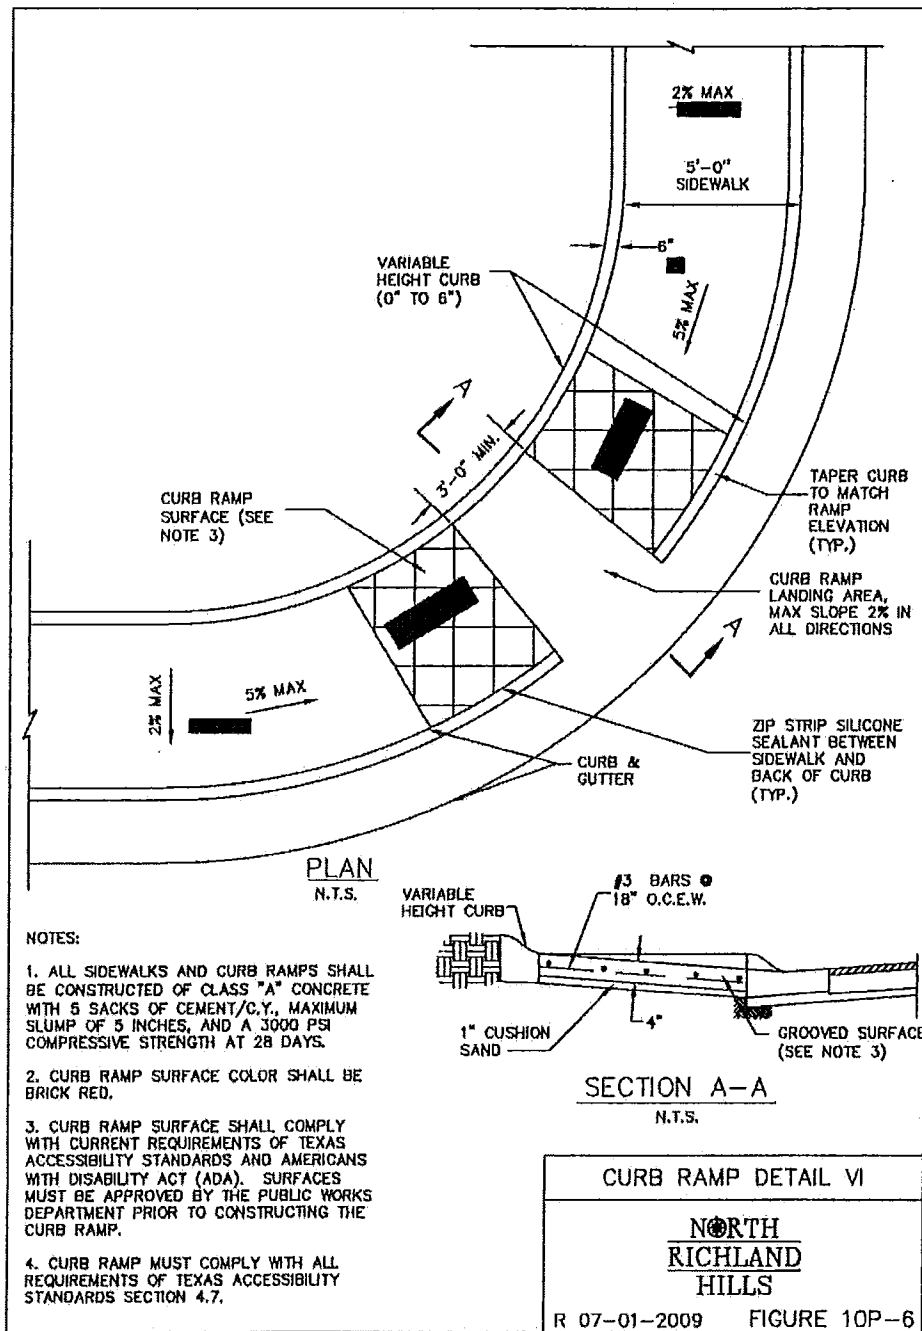 2% MAX
5'-0"
SIDEWALK
6"
VARIABLE
HEIGHT CURB
(0" TO 6")
5% MAX
A
3'-0" MIN.
CURB RAMP
SURFACE (SEE
NOTE 3)
TAPER CURB
TO MATCH
RAMP
ELEVATION
(TYP.)
CURB RAMP
LANDING AREA,
MAX SLOPE 2% IN
ALL DIRECTIONS
A
2% MAX
5% MAX
ZIP STRIP SILICONE
SEALANT BETWEEN
SIDEWALK AND
BACK OF CURB
(TYP.)
CURB &
GUTTER
PLAN
N.T.S.
VARIABLE
HEIGHT CURB
#3 BARS @
18" O.C.E.W.
1" CUSHION
SAND
4"
GROOVED SURFACE
(SEE NOTE 3)
SECTION A-A
N.T.S.
NOTES:
1. ALL SIDEWALKS AND CURB RAMPS SHALL
BE CONSTRUCTED OF CLASS "A" CONCRETE
WITH 5 SACKS OF CEMENT/C.Y., MAXIMUM
SLUMP OF 5 INCHES, AND A 3000 PSI
COMPRESSIVE STRENGTH AT 28 DAYS.
2. CURB RAMP SURFACE COLOR SHALL BE
BRICK RED.
3. CURB RAMP SURFACE SHALL COMPLY
WITH CURRENT REQUIREMENTS OF TEXAS
ACCESSIBILITY STANDARDS AND AMERICANS
WITH DISABILITY ACT (ADA). SURFACES
MUST BE APPROVED BY THE PUBLIC WORKS
DEPARTMENT PRIOR TO CONSTRUCTING THE
CURB RAMP.
4. CURB RAMP MUST COMPLY WITH ALL
REQUIREMENTS OF TEXAS ACCESSIBILITY
STANDARDS SECTION 4.7.
CURB RAMP DETAIL VI
NORTH
RICHLAND
HILLS
R 07-01-2009 FIGURE 10P-6